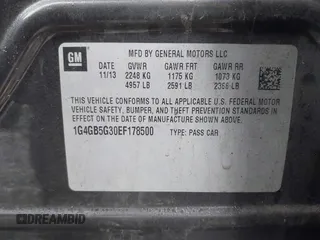 GM
MFD BY GENERAL MOTORS LLC
DATE GVWR GAWR FRT GAWR RR
11/13 2248 KG 1175 KG 1073 KG
4957 LB 2591 LB 2366 LB
THIS VEHICLE CONFORMS TO ALL APPLICABLE U.S. FEDERAL MOTOR
VEHICLE SAFETY, BUMPER, AND THEFT PREVENTION STANDARDS
IN EFFECT ON THE DATE OF MANUFACTURE SHOWN ABOVE.
1G4GB5G30EF178500 TYPE: PASS CAR
DREAMBID